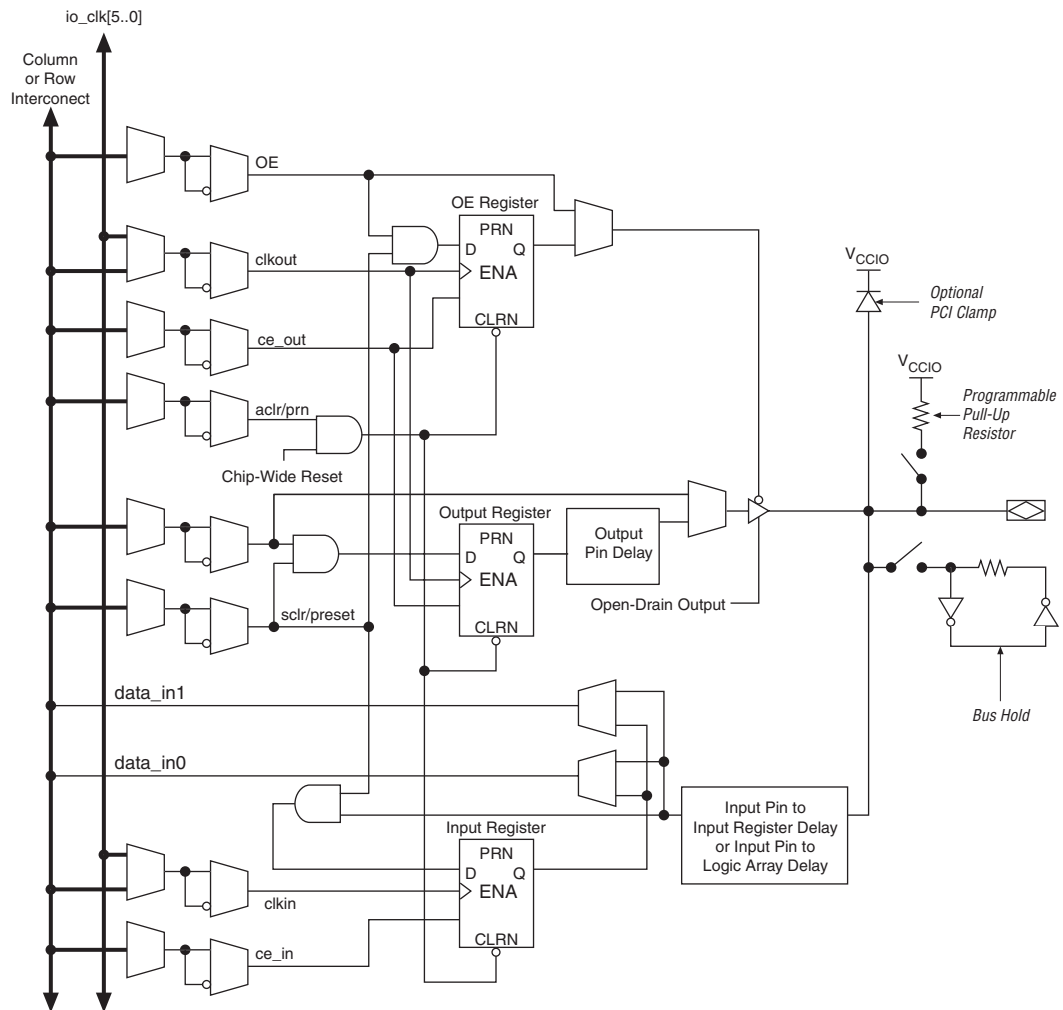 io_clk[5..0]
Column
or Row
Interconect
OE
OE Register
PRN
D
Q
clkout
ENA
VCCIO
Optional
PCI Clamp
CLRN
ce_out
VCCIO
aclr/prn
Programmable
Pull-Up
Resistor
Chip-Wide Reset
Output Register
PRN
D
Q
Output
Pin Delay
ENA
Open-Drain Output
sclr/preset
CLRN
data_in1
Bus Hold
data_in0
Input Pin to
Input Register Delay
or Input Pin to
Logic Array Delay
Input Register
PRN
D
Q
ENA
clkin
CLRN
ce_in